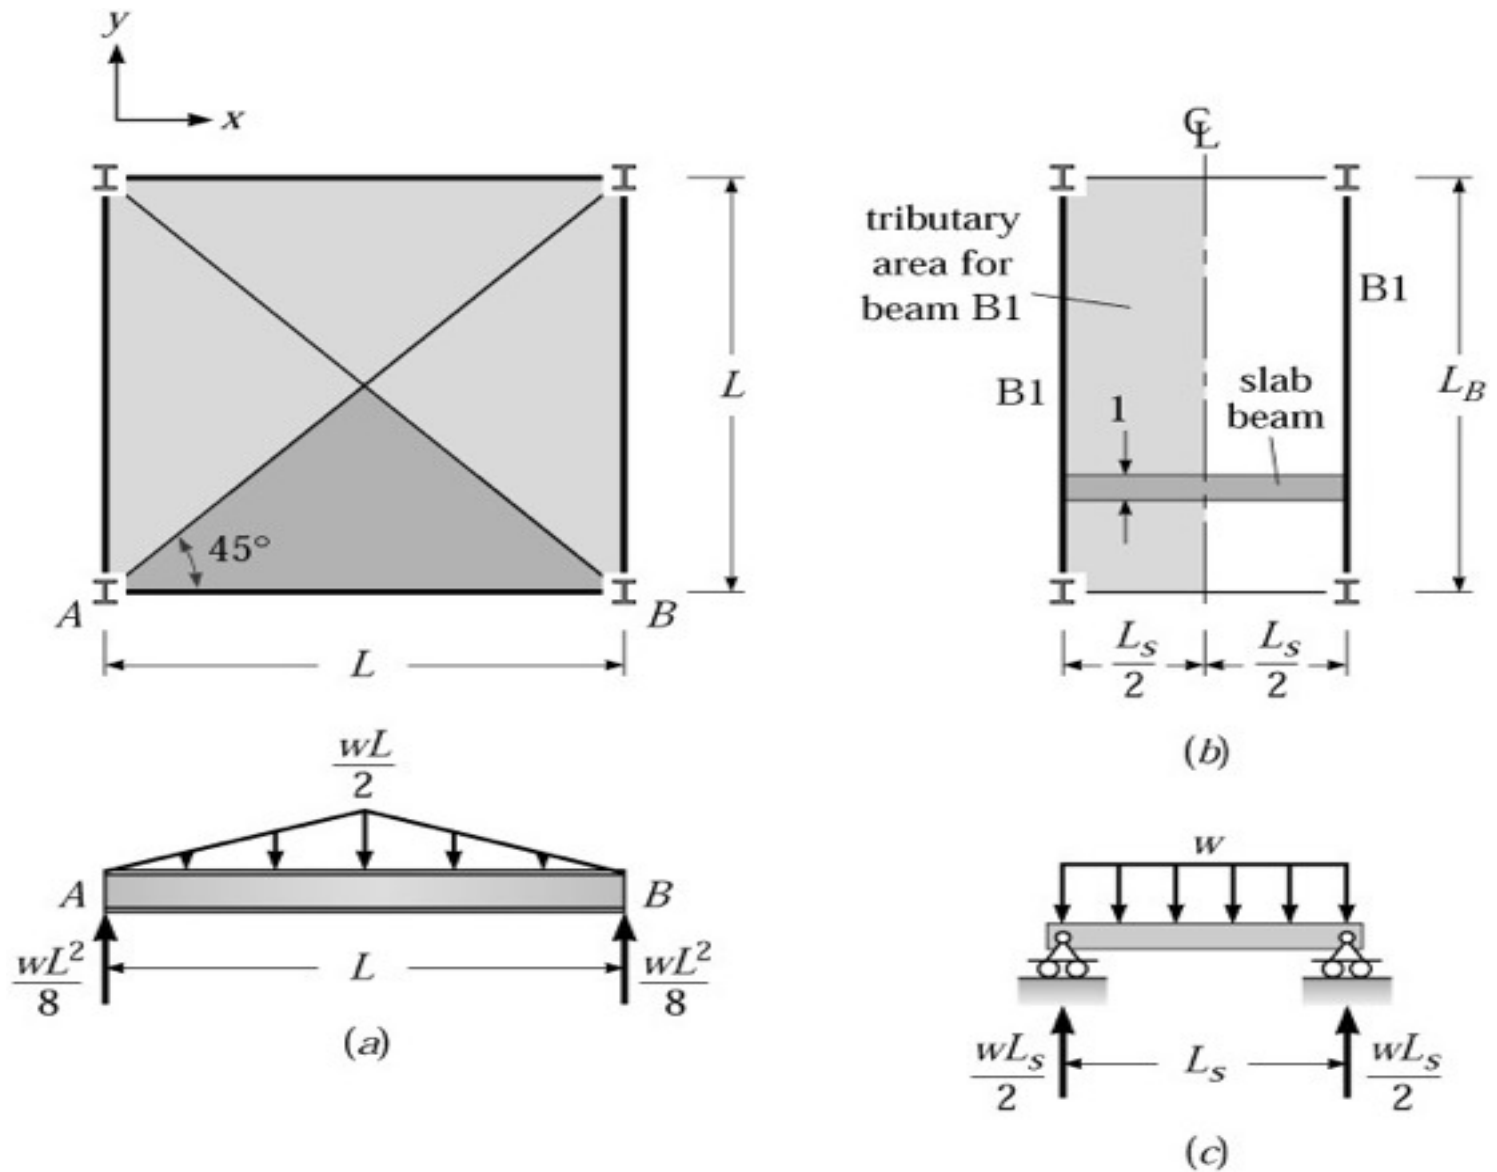 y
x
45°
A
B
L
L
wL/2
A
B
wL²/8
L
wL²/8
(a)
C̲L
tributary
area for
beam B1
B1
B1
1
slab
beam
L_B
L_s/2
L_s/2
(b)
w
wL_s/2
L_s
wL_s/2
(c)